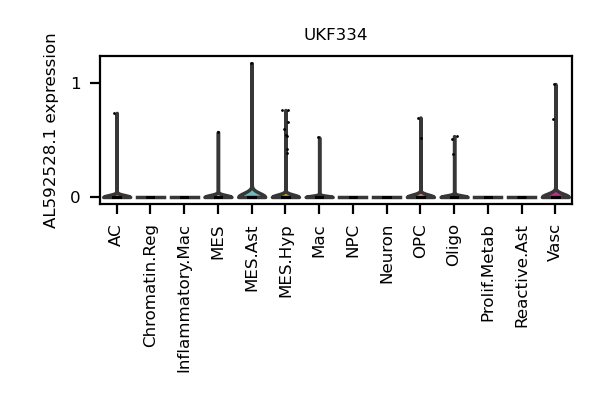 UKF334
AL592528.1 expression
1
0
AC
Chromatin.Reg
Inflammatory.Mac
MES
MES.Ast
MES.Hyp
Mac
NPC
Neuron
OPC
Oligo
Prolif.Metab
Reactive.Ast
Vasc